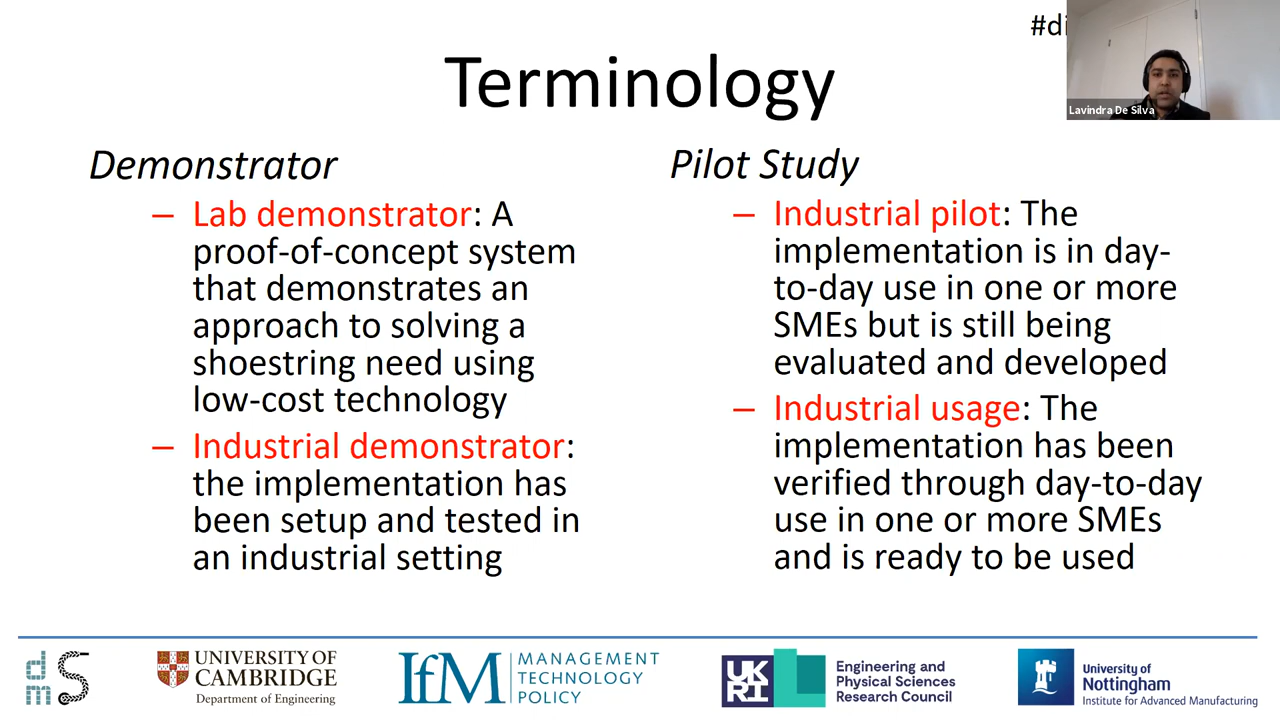 #di
Terminology
Lavindra De Silva
Demonstrator
– Lab demonstrator: A
proof-of-concept system
that demonstrates an
approach to solving a
shoestring need using
low-cost technology
– Industrial demonstrator:
the implementation has
been setup and tested in
an industrial setting
Pilot Study
– Industrial pilot: The
implementation is in day-
to-day use in one or more
SMEs but is still being
evaluated and developed
– Industrial usage: The
implementation has been
verified through day-to-day
use in one or more SMEs
and is ready to be used
dm S
UNIVERSITY OF
CAMBRIDGE
Department of Engineering
IfM
MANAGEMENT
TECHNOLOGY
POLICY
UK
RI
Engineering and
Physical Sciences
Research Council
University of
Nottingham
Institute for Advanced Manufacturing